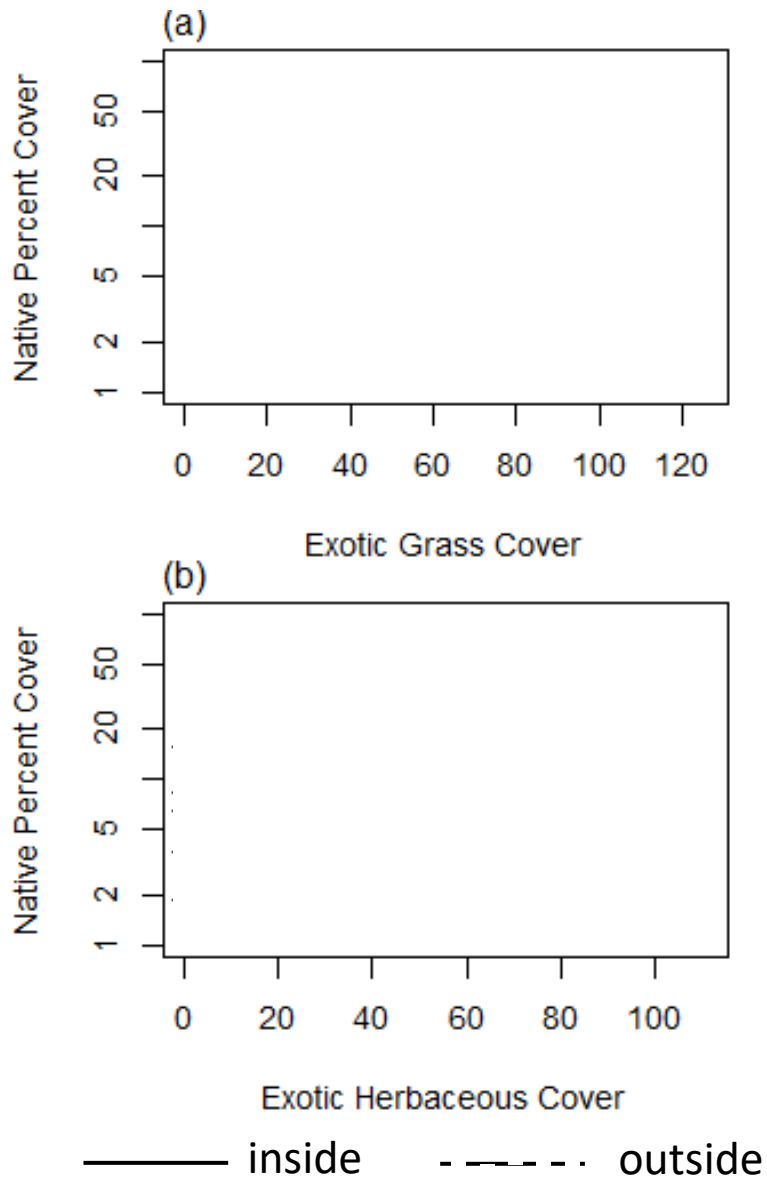 (a)
Native Percent Cover
50
20
5
2
1
0 20 40 60 80 100 120
Exotic Grass Cover
(b)
Native Percent Cover
50
20
5
2
1
0 20 40 60 80 100
Exotic Herbaceous Cover
inside outside